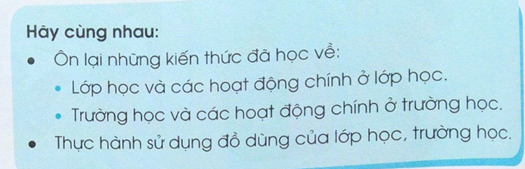 Hãy cùng nhau:
• Ôn lại những kiến thức đã học về:
• Lớp học và các hoạt động chính ở lớp học.
• Trường học và các hoạt động chính ở trường học.
• Thực hành sử dụng đồ dùng của lớp học, trường học.